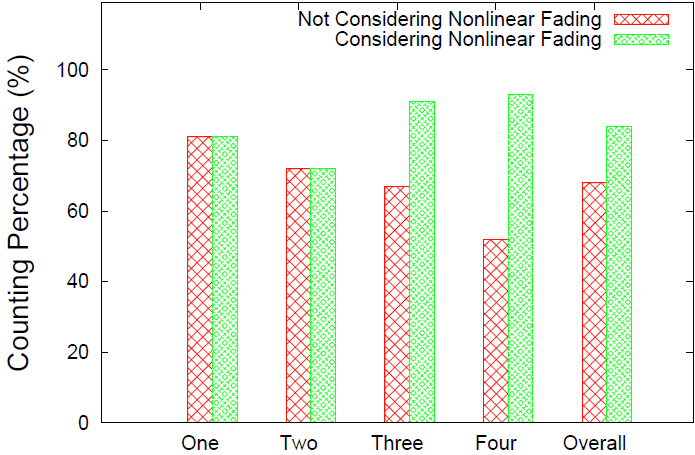 Not Considering Nonlinear Fading
Considering Nonlinear Fading
Counting Percentage (%)
100
80
60
40
20
0
One Two Three Four Overall